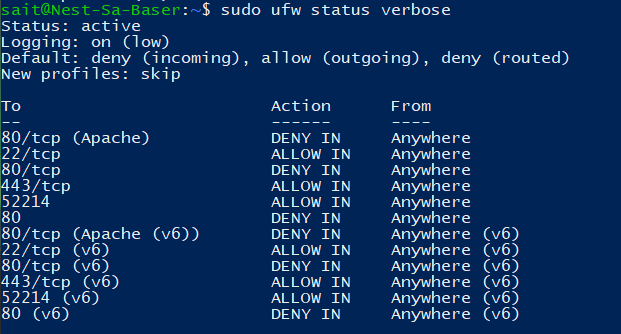 sait@Nest-Sa-Baser:~$ sudo ufw status verbose
Status: active
Logging: on (low)
Default: deny (incoming), allow (outgoing), deny (routed)
New profiles: skip

To                         Action      From
--                         ------      ----
80/tcp (Apache)            DENY IN     Anywhere
22/tcp                     ALLOW IN    Anywhere
80/tcp                     DENY IN     Anywhere
443/tcp                    ALLOW IN    Anywhere
52214                      ALLOW IN    Anywhere
80                         DENY IN     Anywhere
80/tcp (Apache (v6))       DENY IN     Anywhere (v6)
22/tcp (v6)                ALLOW IN    Anywhere (v6)
80/tcp (v6)                DENY IN     Anywhere (v6)
443/tcp (v6)               ALLOW IN    Anywhere (v6)
52214 (v6)                 ALLOW IN    Anywhere (v6)
80 (v6)                    DENY IN     Anywhere (v6)